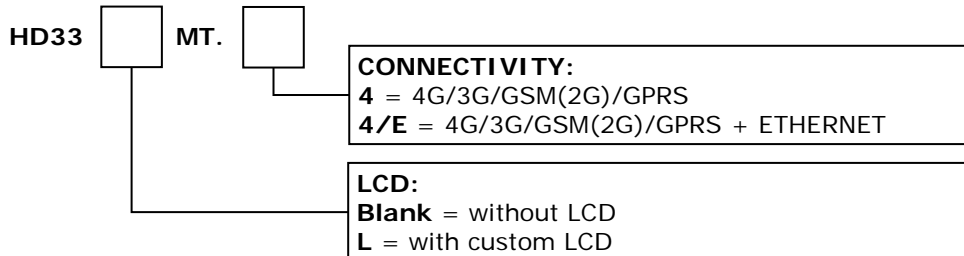 HD33 MT.
CONNECTIVITY:
4 = 4G/3G/GSM(2G)/GPRS
4/E = 4G/3G/GSM(2G)/GPRS + ETHERNET
LCD:
Blank = without LCD
L = with custom LCD